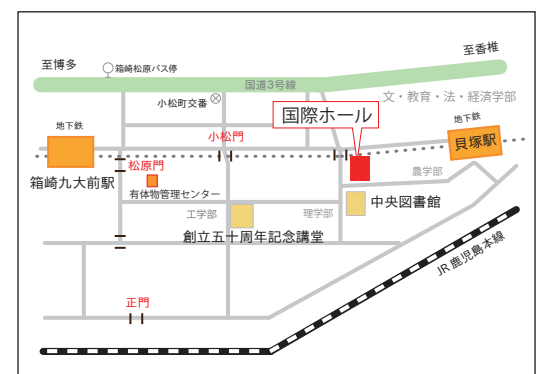 至博多
箱崎松原バス停
至香椎
国道3号線
小松町交番
文・教育・法・経済学部
国際ホール
地下鉄
貝塚駅
地下鉄
箱崎九大前駅
小松門
松原門
有体物管理センター
農学部
中央図書館
工学部
理学部
創立五十周年記念講堂
JR鹿児島本線
正門